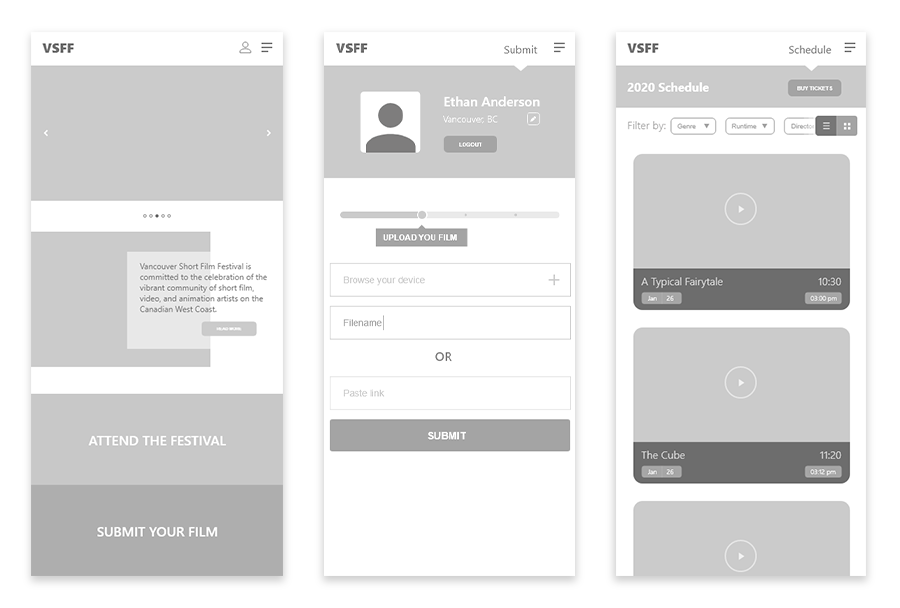 VSFF
Vancouver Short Film Festival is
committed to the celebration of the
vibrant community of short film,
video, and animation artists on the
Canadian West Coast.
READ MORE
ATTEND THE FESTIVAL
SUBMIT YOUR FILM
VSFF
Submit
Ethan Anderson
Vancouver, BC
LOGOUT
UPLOAD YOU FILM
Browse your device
Filename
OR
Paste link
SUBMIT
VSFF
Schedule
2020 Schedule
BUY TICKETS
Filter by:
Genre
Runtime
Director
A Typical Fairytale
10:30
Jan 26
03:00 pm
The Cube
11:20
Jan 26
03:12 pm